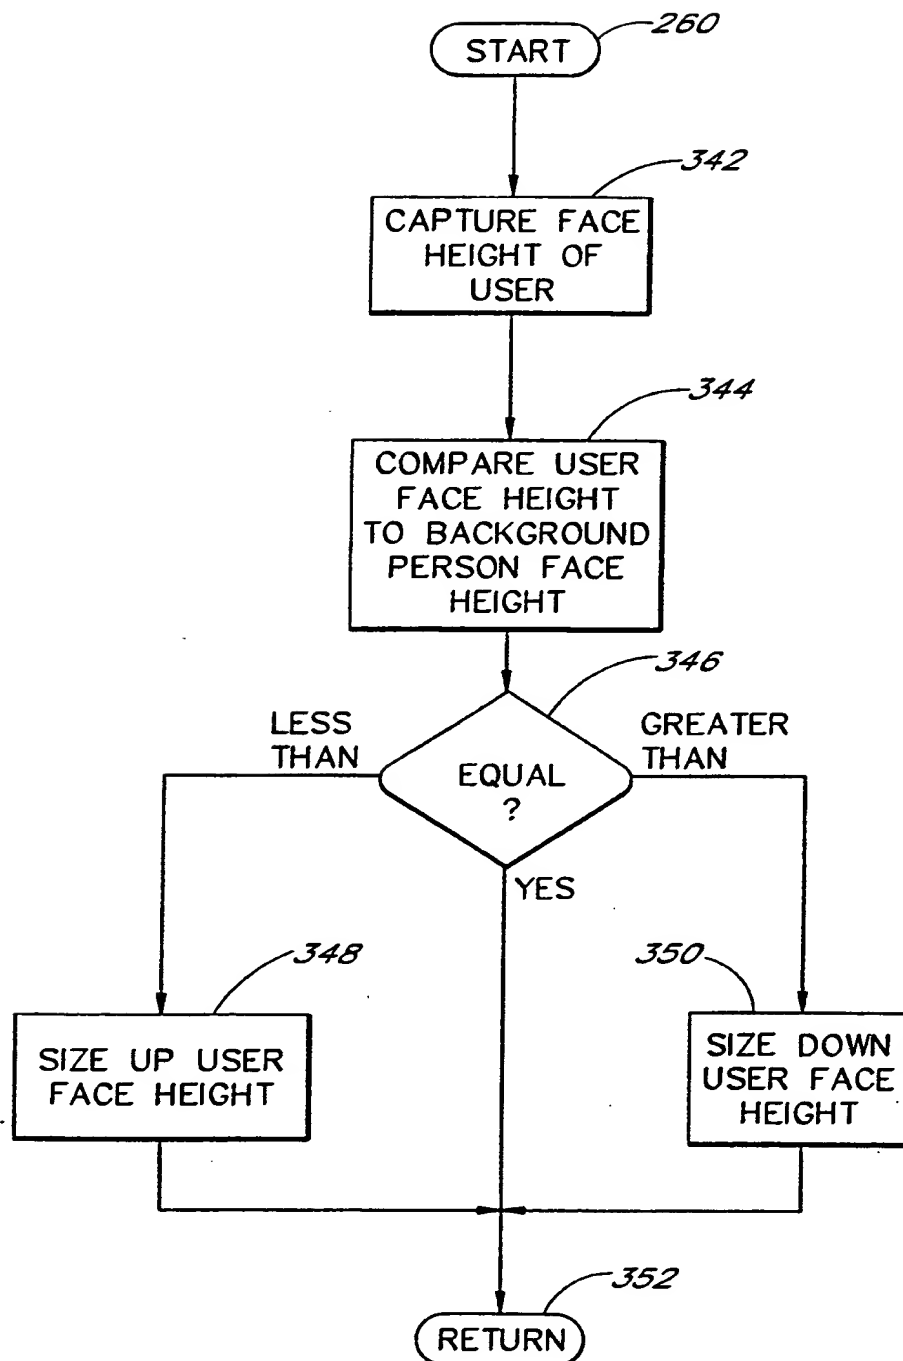 260
START
342
CAPTURE FACE
HEIGHT OF
USER
344
COMPARE USER
FACE HEIGHT
TO BACKGROUND
PERSON FACE
HEIGHT
346
LESS
THAN
GREATER
THAN
EQUAL
?
YES
348
350
SIZE UP USER
FACE HEIGHT
SIZE DOWN
USER FACE
HEIGHT
352
RETURN